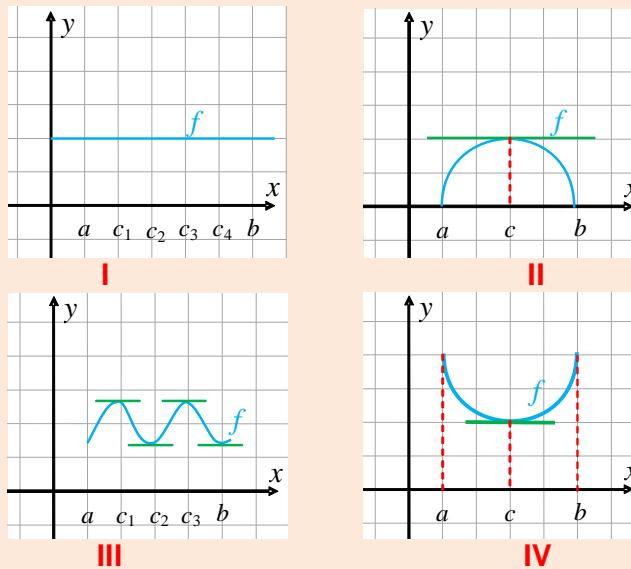 y
f
x
a c₁ c₂ c₃ c₄ b
I
y
f
x
a c b
II
y
f
x
a c₁ c₂ c₃ b
III
y
f
x
a c b
IV